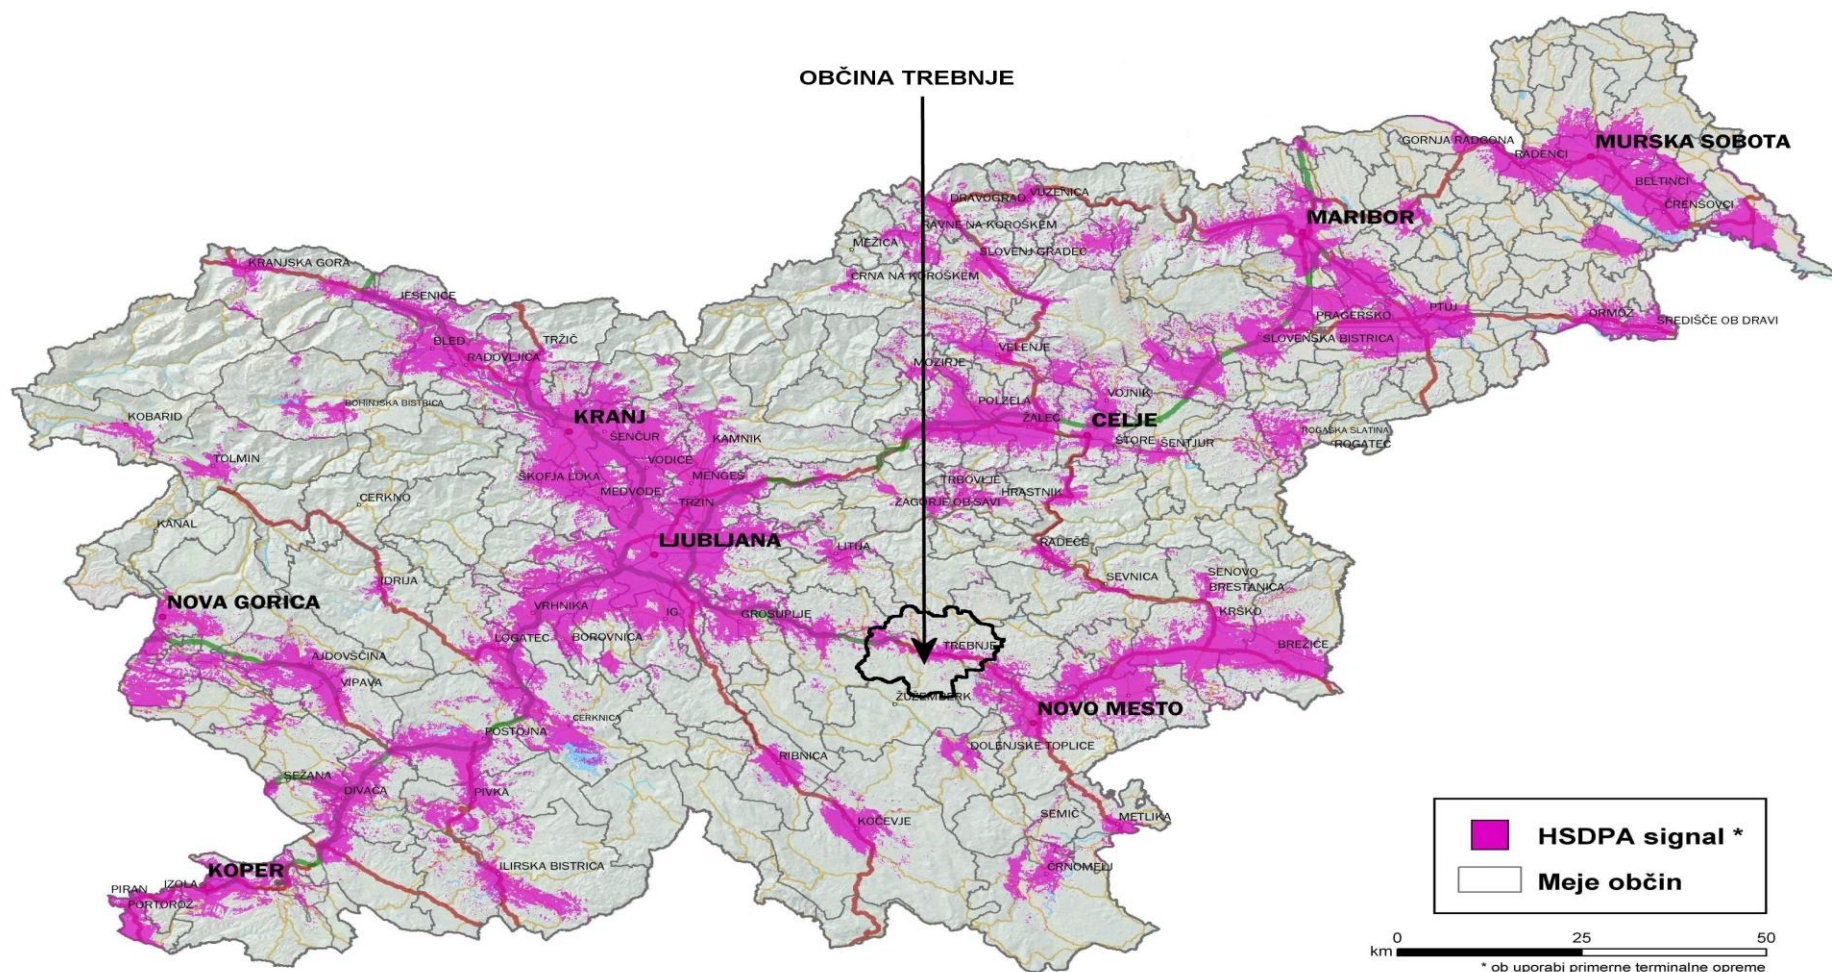 OBČINA TREBNJE
GORNJA RADGONA
MURSKA SOBOTA
RADENCI
BELTINCI
ČRENŠOVCI
VUZENICA
DRAVOGRAD
RAVNE NA KOROŠKEM
MARIBOR
MEŽICA
SLOVENJ GRADEC
ČRNA NA KOROŠKEM
KRANJSKA GORA
JESENICE
PTUJ
PRAGERSKO
ORMOŽ
SREDIŠČE OB DRAVI
SLOVENSKA BISTRICA
TRŽIČ
BLED
RADOVLJICA
VELENJE
MOZIRJE
VOJNIK
POLZELA
BOHINJSKA BISTRICA
KOBARID
KRANJ
ŽALEC
CELJE
ŠENČUR
KAMNIK
ŠTORE
ŠENTJUR
ROGAŠKA SLATINA
ROGATEC
TOLMIN
VODICE
ŠKOFJA LOKA
MENGEŠ
MEDVODE
TRZIN
CERKNO
TRBOVLJE
HRASTNIK
ZAGORJE OB SAVI
KANAL
LJUBLJANA
LITIJA
RADEČE
IDRIJA
SEVNICA
SENOVO
BRESTANICA
NOVA GORICA
VRHNIKA
IG
GROSUPLJE
KRŠKO
LOGATEC
BOROVNICA
TREBNJE
BREŽICE
AJDOVŠČINA
VIPAVA
ŽUŽEMBERK
NOVO MESTO
CERKNICA
POSTOJNA
DOLENJSKE TOPLICE
RIBNICA
SEŽANA
DIVAČA
PIVKA
KOČEVJE
SEMIČ
METLIKA
KOPER
ILIRSKA BISTRICA
ČRNOMELJ
IZOLA
PIRAN
PORTOROŽ
HSDPA signal *
Meje občin
0 25 50
km
* ob uporabi primerne terminalne opreme